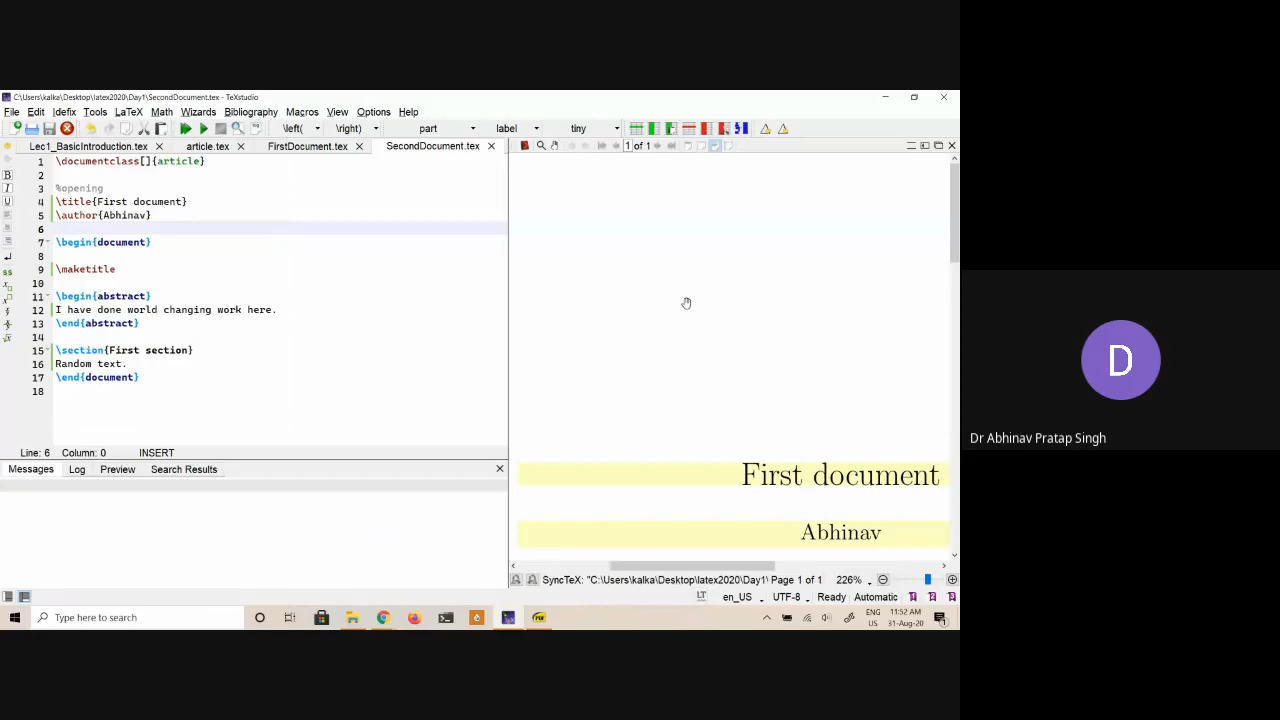 C:\Users\kalka\Desktop\latex2020\Day1\SecondDocument.tex - TeXstudio
File Edit Idefix Tools LaTeX Math Wizards Bibliography Macros View Options Help
\left( \right) part label tiny
Lec1_BasicIntroduction.tex article.tex FirstDocument.tex SecondDocument.tex
1 of 1
1 \documentclass[]{article}
2
3 %opening
4 \title{First document}
5 \author{Abhinav}
6
7 \begin{document}
8
9 \maketitle
10
11 \begin{abstract}
12 I have done world changing work here.
13 \end{abstract}
14
15 \section{First section}
16 Random text.
17 \end{document}
18
Line: 6 Column: 0 INSERT
Messages Log Preview Search Results
First document
Abhinav
SyncTeX: "C:\Users\kalka\Desktop\latex2020\Day1\ Page 1 of 1 226%
en_US UTF-8 Ready Automatic
Type here to search
ENG
US
11:52 AM
31-Aug-20
D
Dr Abhinav Pratap Singh